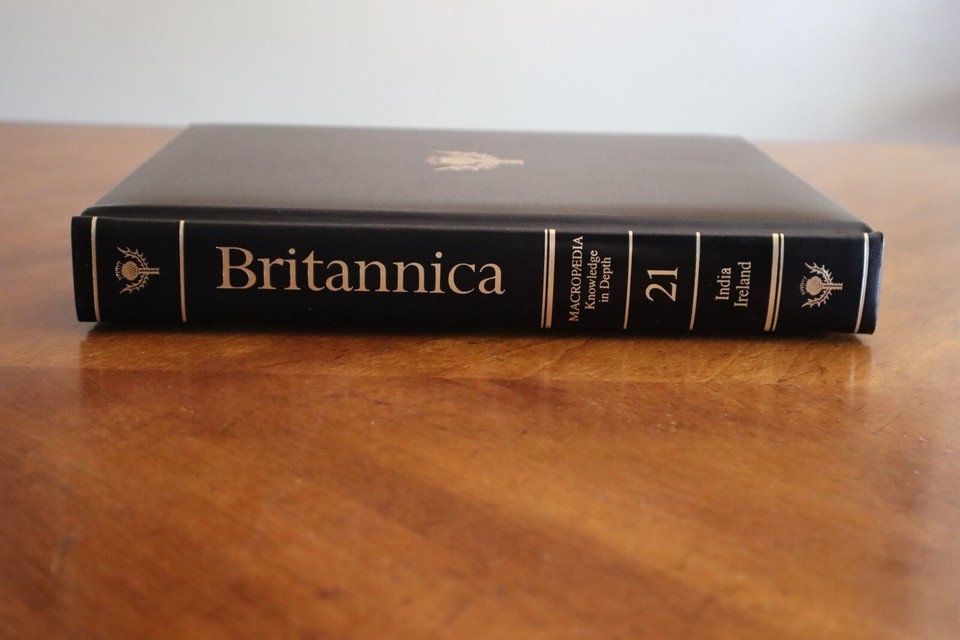 Britannica
MACROPÆDIA
Knowledge
in Depth
21
India
Ireland